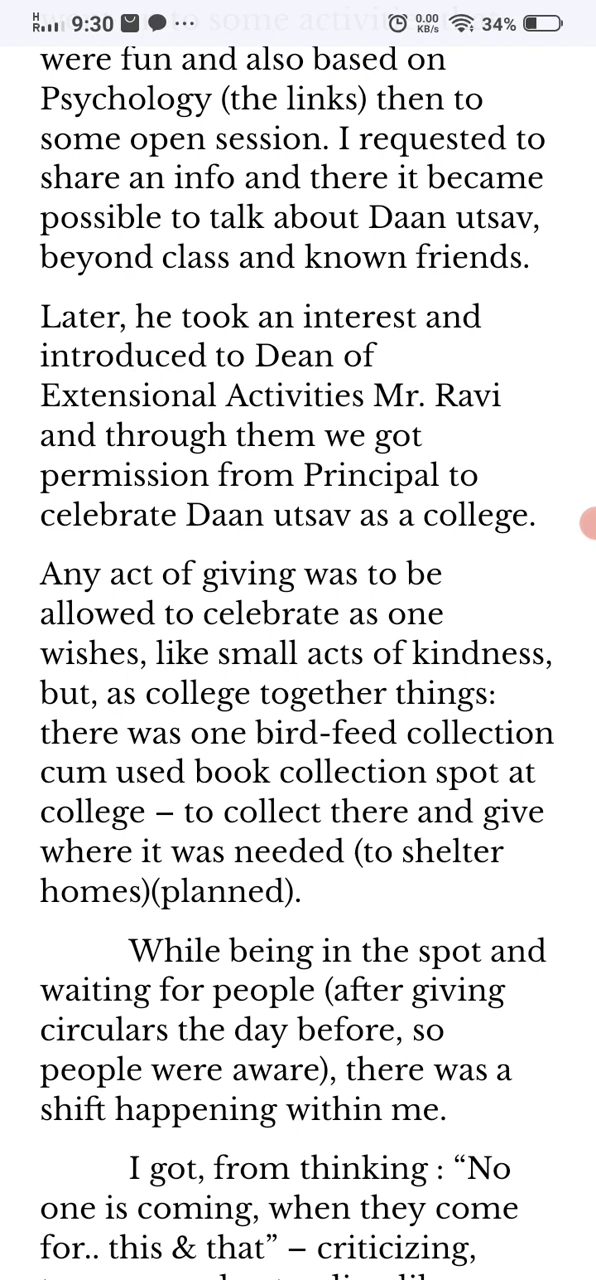 H
R 9:30 ... 0.00
KB/s 34%
to some activiti
were fun and also based on
Psychology (the links) then to
some open session. I requested to
share an info and there it became
possible to talk about Daan utsav,
beyond class and known friends.
Later, he took an interest and
introduced to Dean of
Extensional Activities Mr. Ravi
and through them we got
permission from Principal to
celebrate Daan utsav as a college.
Any act of giving was to be
allowed to celebrate as one
wishes, like small acts of kindness,
but, as college together things:
there was one bird-feed collection
cum used book collection spot at
college – to collect there and give
where it was needed (to shelter
homes)(planned).
While being in the spot and
waiting for people (after giving
circulars the day before, so
people were aware), there was a
shift happening within me.
I got, from thinking : “No
one is coming, when they come
for.. this & that” – criticizing,